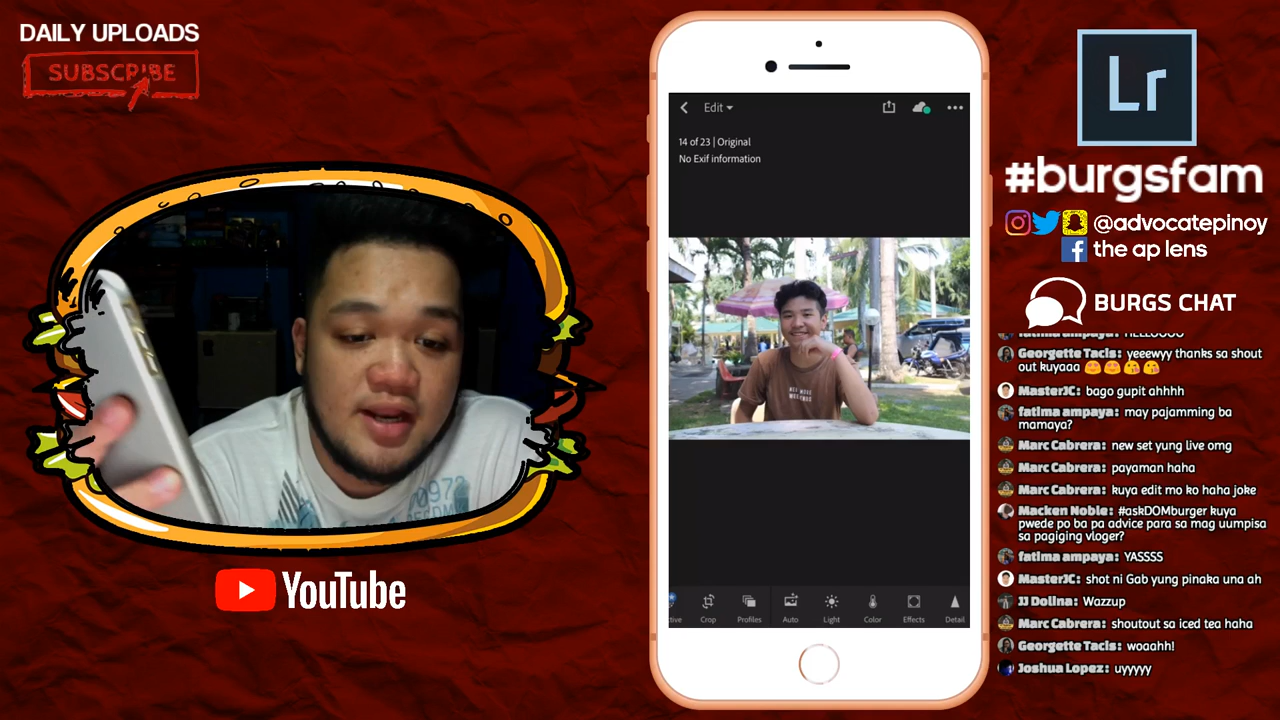 DAILY UPLOADS
SUBSCRIBE
YouTube
Edit
14 of 23 | Original
No Exif information
Crop
Profiles
Auto
Light
Color
Effects
Detail
Lr
#burgsfam
@advocatepinoy
the ap lens
BURGS CHAT
fatima ampaya: HELLOOOO
Georgette Tacis: yeeewyy thanks sa shout
out kuyaaa
MasterJC: bago gupit ahhhh
fatima ampaya: may pajamming ba
mamaya?
Marc Cabrera: new set yung live omg
Marc Cabrera: payaman haha
Marc Cabrera: kuya edit mo ko haha joke
Macken Noble: #askDOMburger kuya
pwede po ba pa advice para sa mag uumpisa
sa pagiging vloger?
fatima ampaya: YASSSS
MasterJC: shot ni Gab yung pinaka una ah
JJ Dolina: Wazzup
Marc Cabrera: shoutout sa iced tea haha
Georgette Tacis: woaahh!
Joshua Lopez: uyyyyy